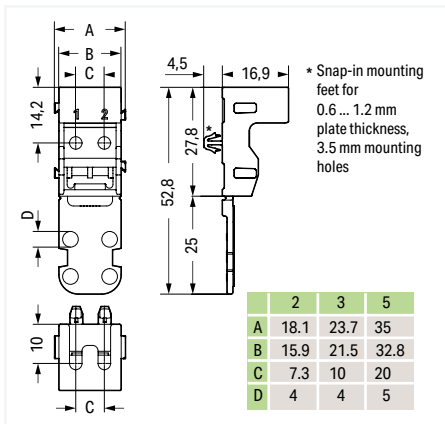 A
B
C
1 2
14,2
D
10
C
4,5 16,9
*
27,8
52,8
25
* Snap-in mounting
feet for
0.6 ... 1.2 mm
plate thickness,
3.5 mm mounting
holes
2 3 5
A 18.1 23.7 35
B 15.9 21.5 32.8
C 7.3 10 20
D 4 4 5